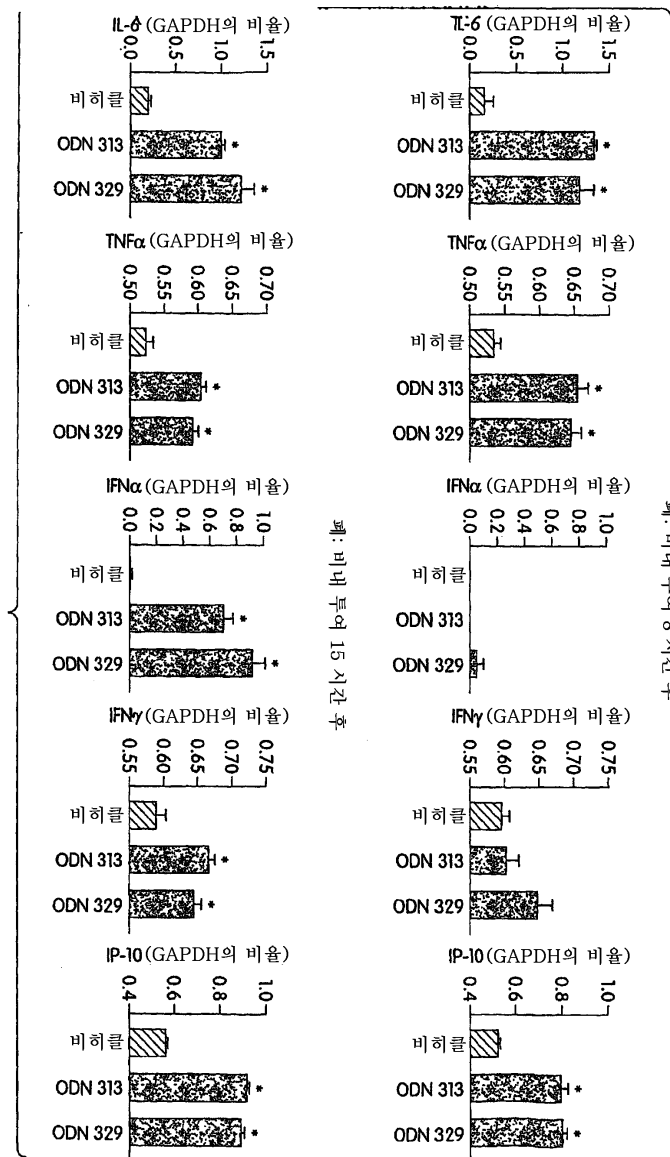 IL-6 (GAPDH의 비율)
0.0 0.5 1.0 1.5
비히클
ODN 313 *
ODN 329 *
TNFα (GAPDH의 비율)
0.50 0.55 0.60 0.65 0.70
비히클
ODN 313 *
ODN 329 *
IFNα (GAPDH의 비율)
0.0 0.2 0.4 0.6 0.8 1.0
비히클
ODN 313
ODN 329
IFNγ (GAPDH의 비율)
0.55 0.60 0.65 0.70 0.75
비히클
ODN 313
ODN 329
IP-10 (GAPDH의 비율)
0.4 0.6 0.8 1.0
비히클
ODN 313 *
ODN 329 *
폐: 비내 투여 15 시간 후
IL-6 (GAPDH의 비율)
0.0 0.5 1.0 1.5
비히클
ODN 313 *
ODN 329 *
TNFα (GAPDH의 비율)
0.50 0.55 0.60 0.65 0.70
비히클
ODN 313 *
ODN 329 *
IFNα (GAPDH의 비율)
0.0 0.2 0.4 0.6 0.8 1.0
비히클
ODN 313 *
ODN 329 *
IFNγ (GAPDH의 비율)
0.55 0.60 0.65 0.70 0.75
비히클
ODN 313 *
ODN 329 *
IP-10 (GAPDH의 비율)
0.4 0.6 0.8 1.0
비히클
ODN 313 *
ODN 329 *